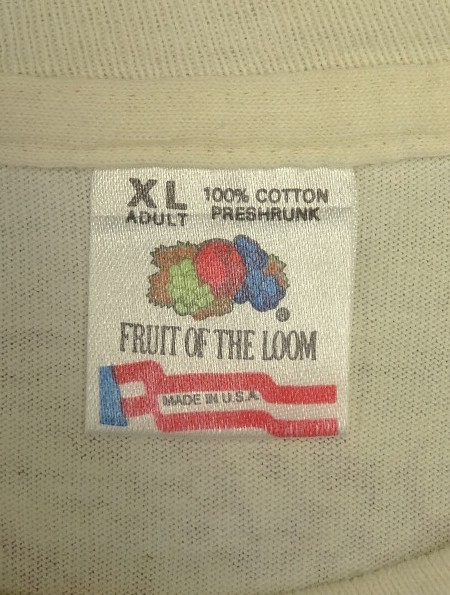 XL 100% COTTON
ADULT PRESHRUNK
®
FRUIT OF THE LOOM
MADE IN U.S.A.